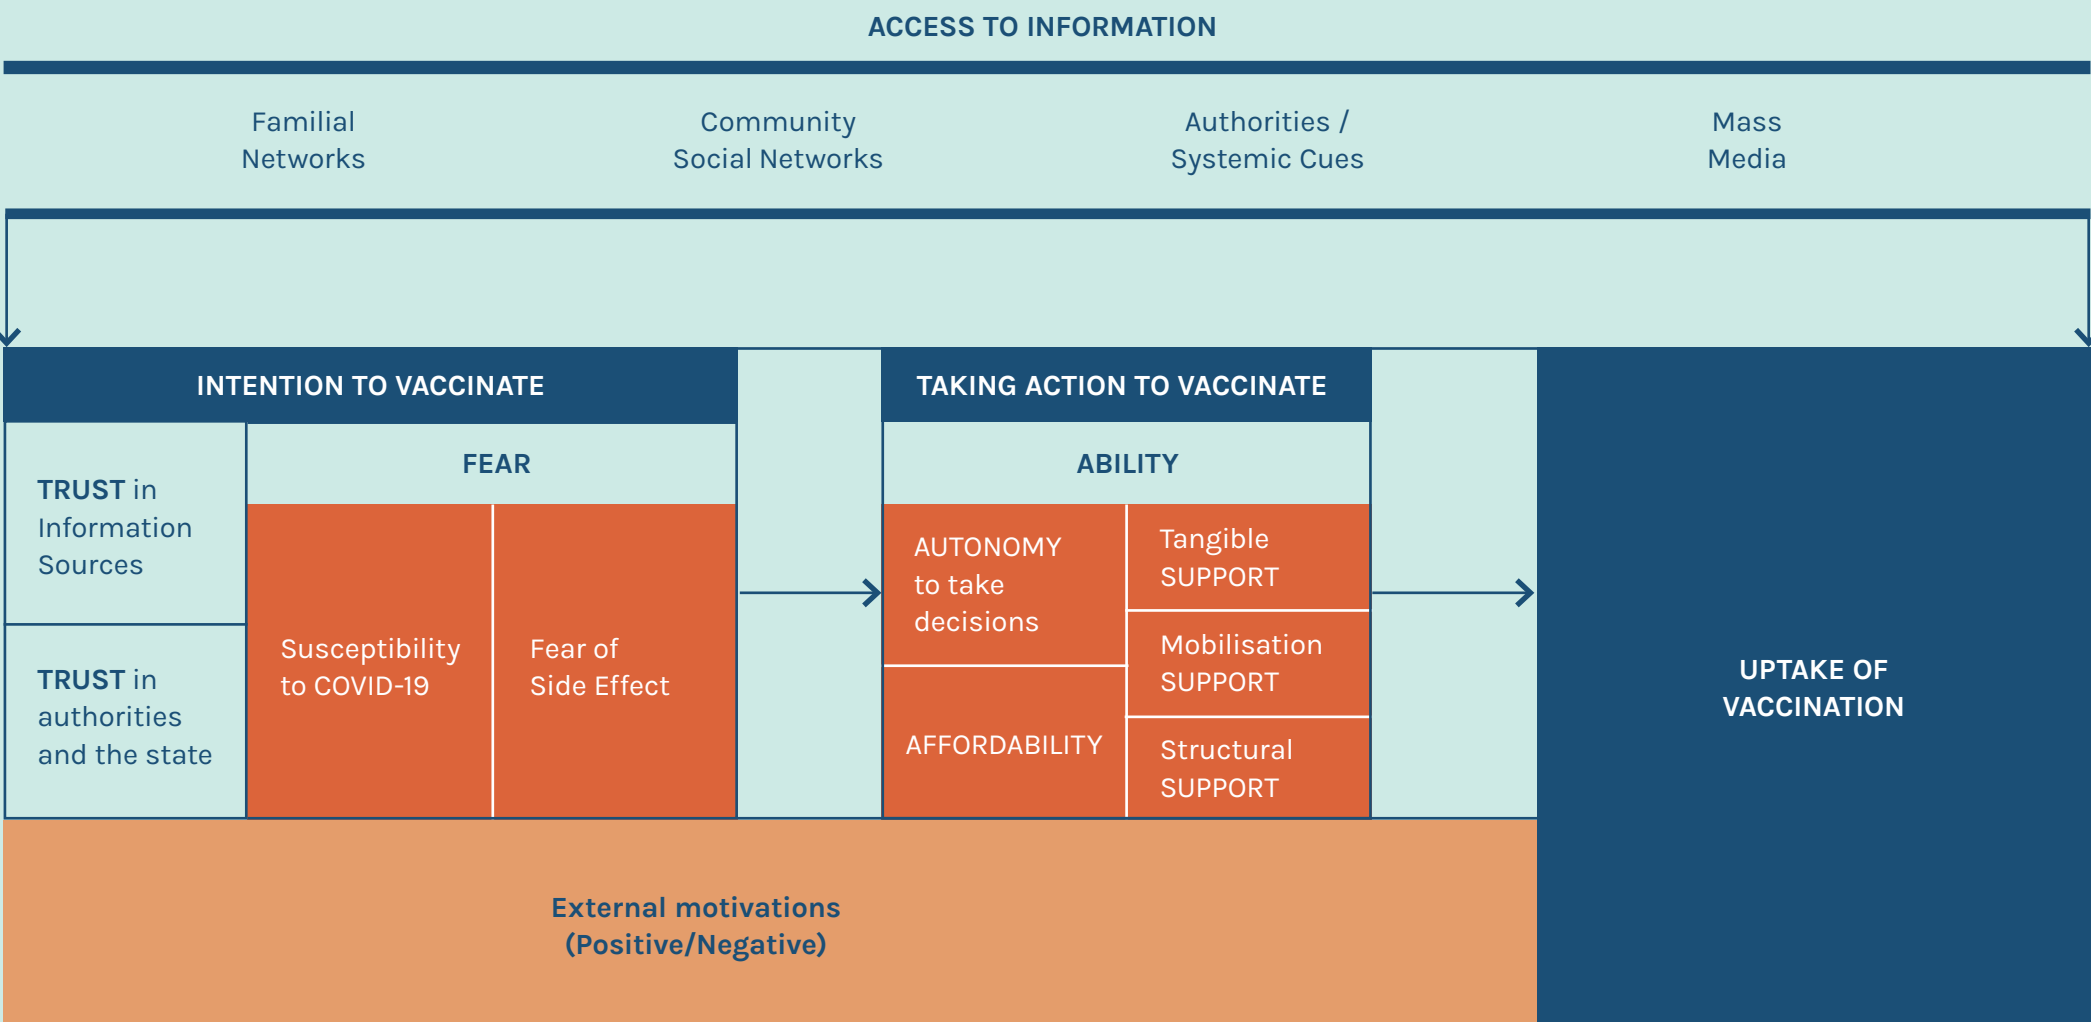 ACCESS TO INFORMATION
Familial
Networks
Community
Social Networks
Authorities /
Systemic Cues
Mass
Media
INTENTION TO VACCINATE
TRUST in
Information
Sources
TRUST in
authorities
and the state
FEAR
Susceptibility
to COVID-19
Fear of
Side Effect
TAKING ACTION TO VACCINATE
ABILITY
AUTONOMY
to take
decisions
AFFORDABILITY
Tangible
SUPPORT
Mobilisation
SUPPORT
Structural
SUPPORT
UPTAKE OF
VACCINATION
External motivations
(Positive/Negative)